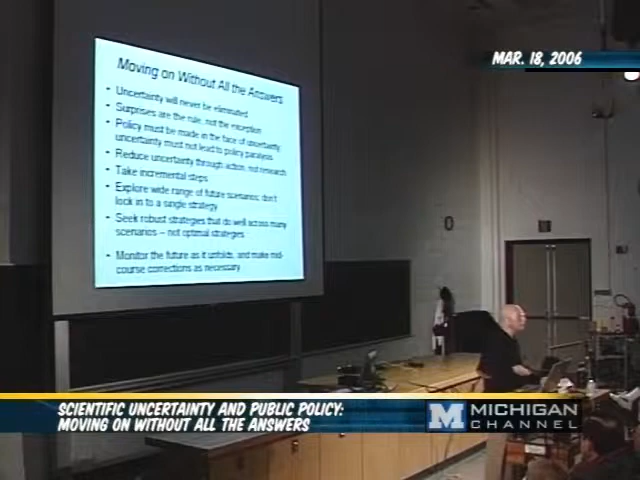 MAR. 18, 2006
Moving on Without All the Answers
• Uncertainty will never be eliminated
• Surprises are the rule, not the exception
• Policy must be made in the face of uncertainty;
uncertainty must not lead to policy paralysis
• Reduce uncertainty through action, not research
• Take incremental steps
• Explore wide range of future scenarios; don't
lock in to a single strategy
• Seek robust strategies that do well across many
scenarios – not optimal strategies
• Monitor the future as it unfolds, and make mid-
course corrections as necessary
SCIENTIFIC UNCERTAINTY AND PUBLIC POLICY:
MOVING ON WITHOUT ALL THE ANSWERS
M MICHIGAN
CHANNEL